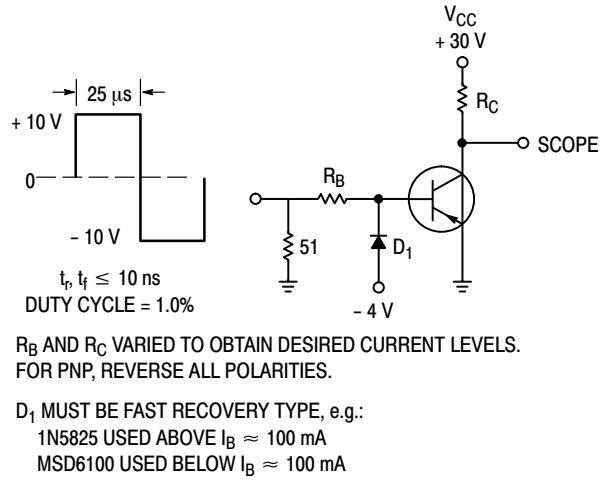 V_CC
+ 30 V
25 μs
+ 10 V
R_C
SCOPE
0
R_B
– 10 V
51
D_1
t_r, t_f ≤ 10 ns
DUTY CYCLE = 1.0%
– 4 V
R_B AND R_C VARIED TO OBTAIN DESIRED CURRENT LEVELS.
FOR PNP, REVERSE ALL POLARITIES.
D_1 MUST BE FAST RECOVERY TYPE, e.g.:
1N5825 USED ABOVE I_B ≈ 100 mA
MSD6100 USED BELOW I_B ≈ 100 mA